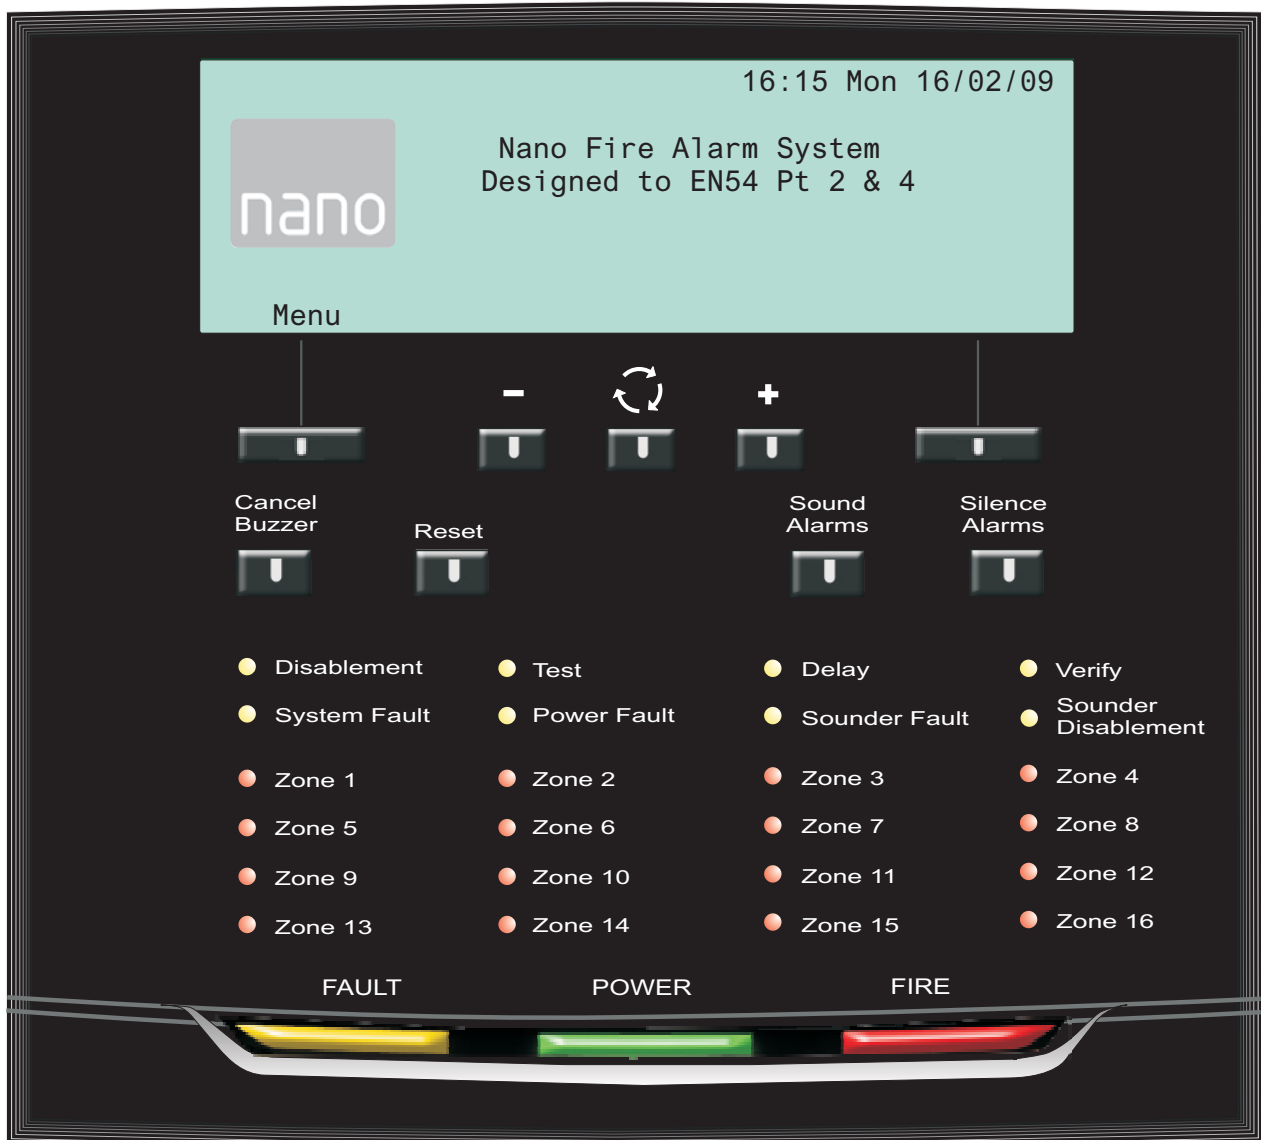 16:15 Mon 16/02/09
nano
Nano Fire Alarm System
Designed to EN54 Pt 2 & 4
Menu
- +
Cancel
Buzzer
Reset
Sound
Alarms
Silence
Alarms
Disablement Test Delay Verify
System Fault Power Fault Sounder Fault Sounder
Disablement
Zone 1 Zone 2 Zone 3 Zone 4
Zone 5 Zone 6 Zone 7 Zone 8
Zone 9 Zone 10 Zone 11 Zone 12
Zone 13 Zone 14 Zone 15 Zone 16
FAULT POWER FIRE